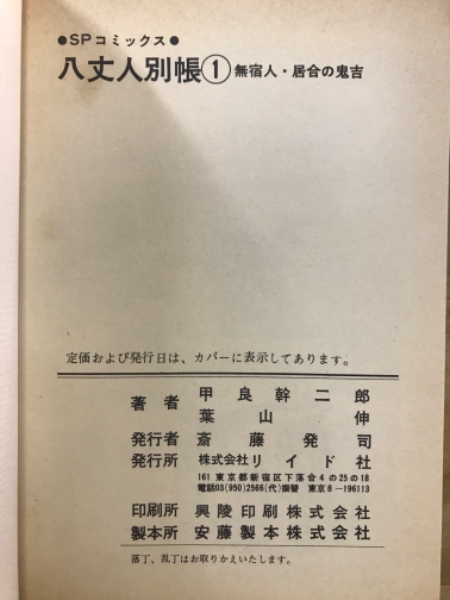 ●SPコミックス●
八丈人別帳①無宿人・居合の鬼吉
定価および発行日は、カバーに表示してあります。
著者 甲良幹二郎
葉山伸
発行者 斎藤発司
発行所 株式会社リイド社
161 東京都新宿区下落合4の25の18
電話03(950)2566(代)振替 東京8-196113
印刷所 興陵印刷株式会社
製本所 安藤製本株式会社
落丁、乱丁はお取りかえいたします。